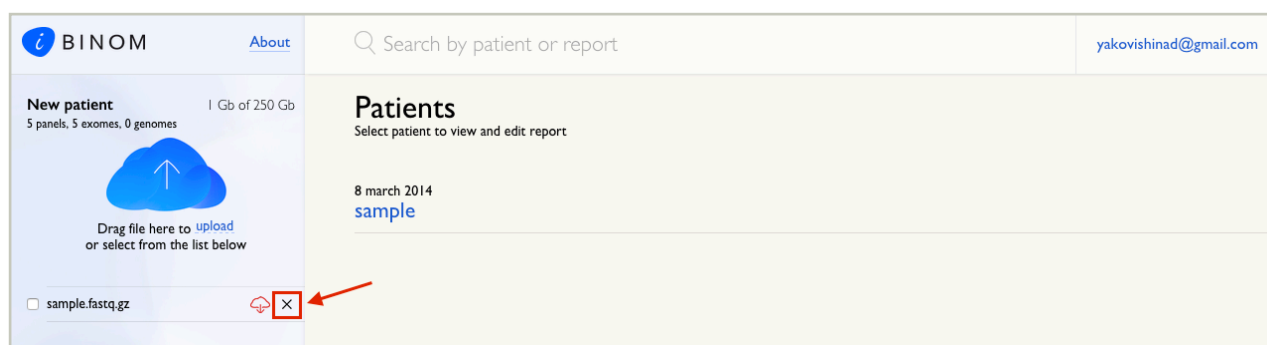 i BINOM
About
Search by patient or report
yakovishinad@gmail.com
New patient
1 Gb of 250 Gb
5 panels, 5 exomes, 0 genomes
Drag file here to upload
or select from the list below
sample.fastq.gz
Patients
Select patient to view and edit report
8 march 2014
sample